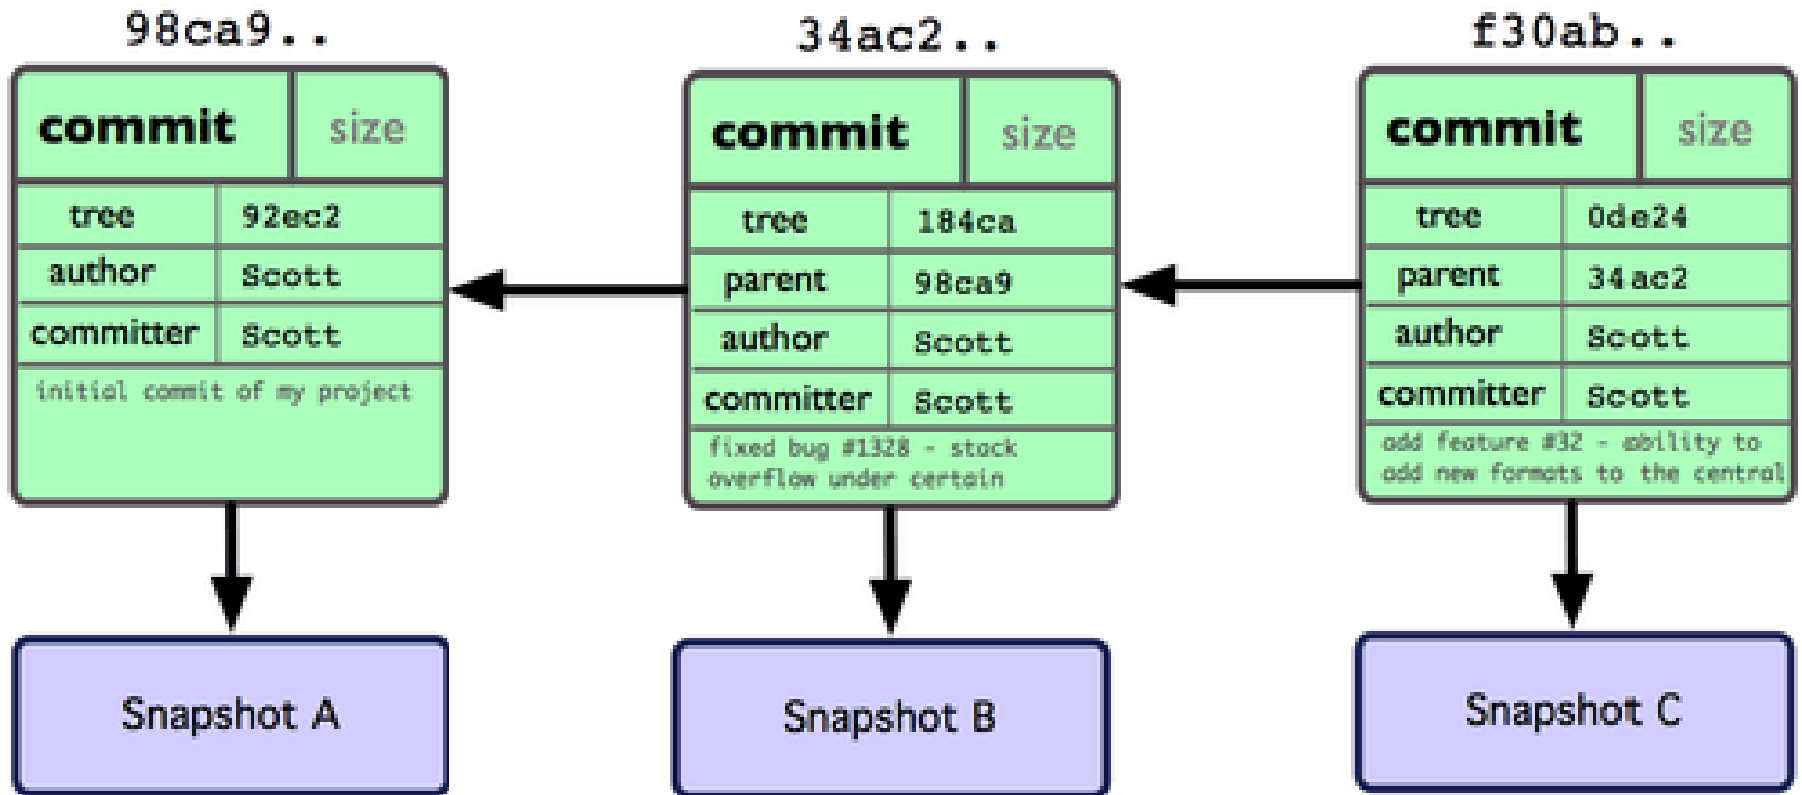 98ca9..
commit size
tree 92ec2
author Scott
committer Scott
initial commit of my project
Snapshot A
34ac2..
commit size
tree 184ca
parent 98ca9
author Scott
committer Scott
fixed bug #1328 - stack
overflow under certain
Snapshot B
f30ab..
commit size
tree 0de24
parent 34ac2
author Scott
committer Scott
add feature #32 - ability to
add new formats to the central
Snapshot C